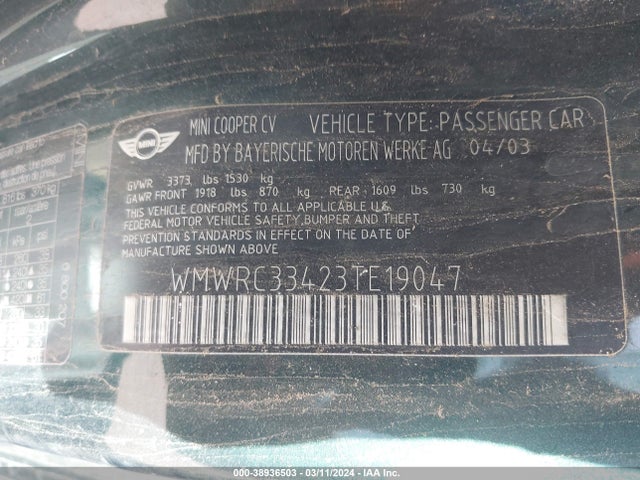 MINI
MINI COOPER CV VEHICLE TYPE: PASSENGER CAR
MFD BY BAYERISCHE MOTOREN WERKE AG 04/03
GVWR 3373 lbs 1530 kg
GAWR FRONT 1918 lbs 870 kg REAR: 1609 lbs 730 kg
THIS VEHICLE CONFORMS TO ALL APPLICABLE U.S.
FEDERAL MOTOR VEHICLE SAFETY, BUMPER AND THEFT
PREVENTION STANDARDS IN EFFECT ON THE DATE OF
MANUFACTURE SHOWN ABOVE
WMWRC33423TE19047
000-38936503 - 03/11/2024 - IAA Inc.